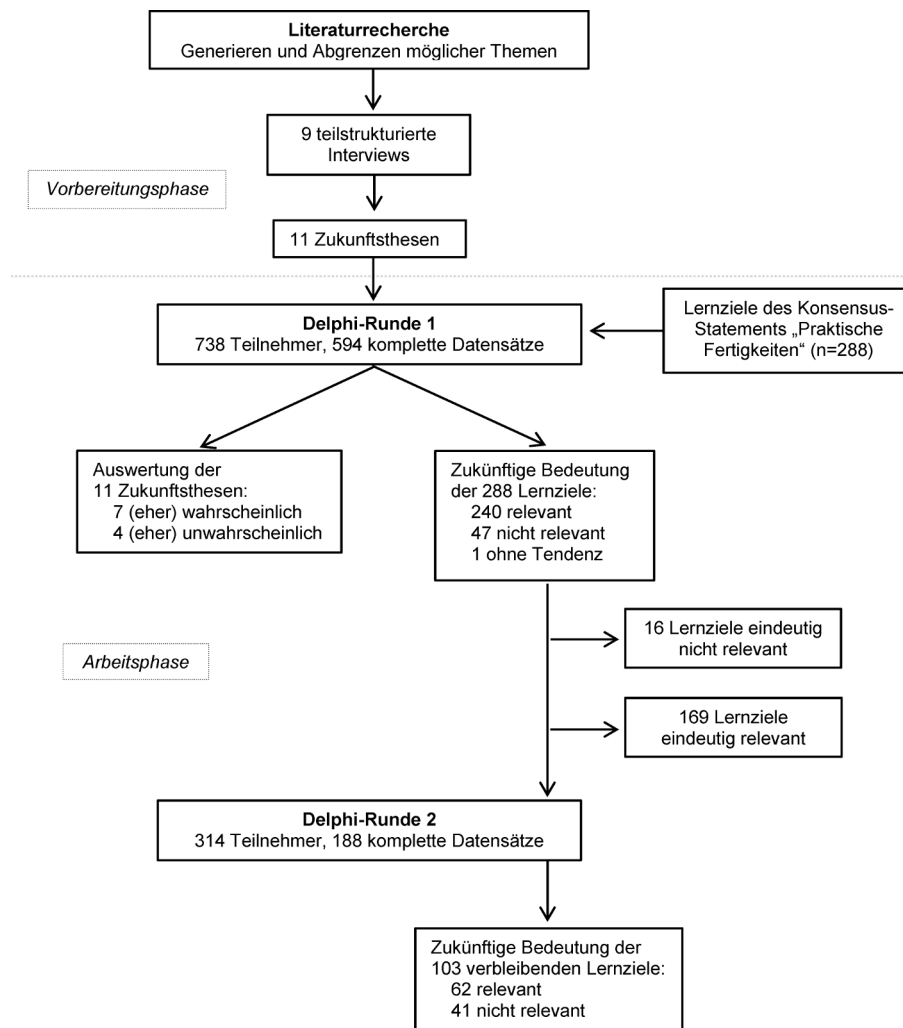 Literaturrecherche
Generieren und Abgrenzen möglicher Themen
9 teilstrukturierte
Interviews
Vorbereitungsphase
11 Zukunftsthesen
Delphi-Runde 1
738 Teilnehmer, 594 komplette Datensätze
Lernziele des Konsensus-
Statements „Praktische
Fertigkeiten“ (n=288)
Auswertung der
11 Zukunftsthesen:
7 (eher) wahrscheinlich
4 (eher) unwahrscheinlich
Zukünftige Bedeutung
der 288 Lernziele:
240 relevant
47 nicht relevant
1 ohne Tendenz
16 Lernziele eindeutig
nicht relevant
Arbeitsphase
169 Lernziele
eindeutig relevant
Delphi-Runde 2
314 Teilnehmer, 188 komplette Datensätze
Zukünftige Bedeutung der
103 verbleibenden Lernziele:
62 relevant
41 nicht relevant